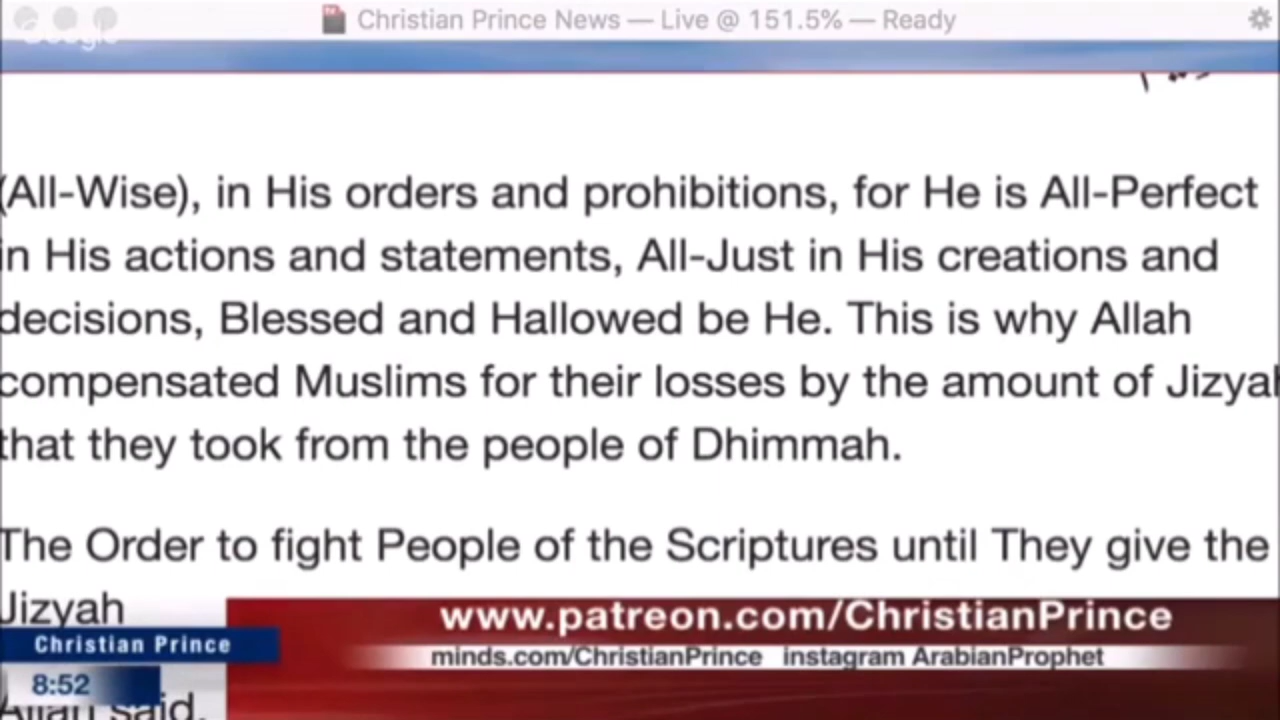 Christian Prince News — Live @ 151.5% — Ready
Google
(All-Wise), in His orders and prohibitions, for He is All-Perfect
in His actions and statements, All-Just in His creations and
decisions, Blessed and Hallowed be He. This is why Allah
compensated Muslims for their losses by the amount of Jizyah
that they took from the people of Dhimmah.
The Order to fight People of the Scriptures until They give the
Jizyah
www.patreon.com/ChristianPrince
Christian Prince
minds.com/ChristianPrince instagram ArabianProphet
8:52
Allah said,